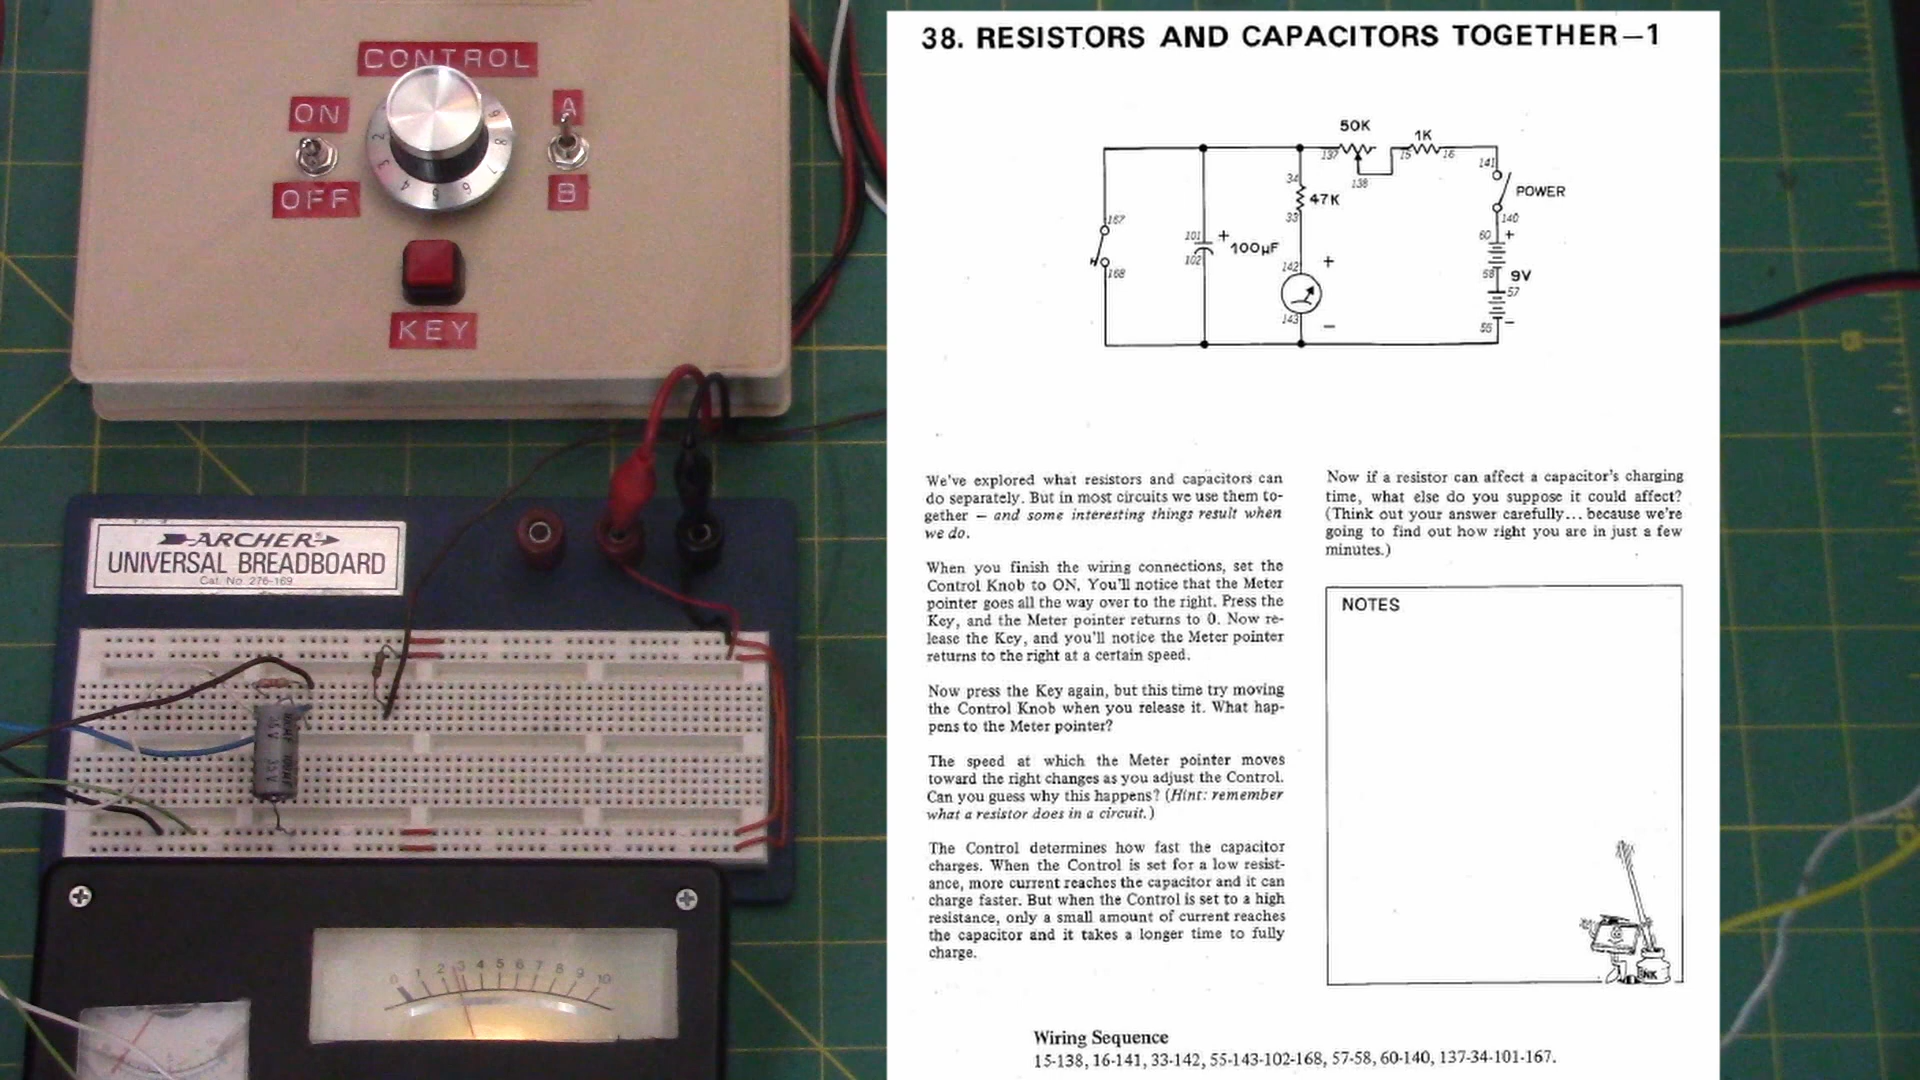 CONTROL
ON
OFF
A
B
2
3
4
5
6
7
8
9
KEY
ARCHER
UNIVERSAL BREADBOARD
Cat. No. 276-169
35 V
0 1 2 3 4 5 6 7 8 9 10
38. RESISTORS AND CAPACITORS TOGETHER—1
50K
1K
137
138
15
16
141
POWER
140
34
47K
33
167
168
101
102
+
100µF
142
+
143
−
60
+
58
9V
57
55
−
We've explored what resistors and capacitors can
do separately. But in most circuits we use them to-
gether — and some interesting things result when
we do.
When you finish the wiring connections, set the
Control Knob to ON. You'll notice that the Meter
pointer goes all the way over to the right. Press the
Key, and the Meter pointer returns to 0. Now re-
lease the Key, and you'll notice the Meter pointer
returns to the right at a certain speed.
Now press the Key again, but this time try moving
the Control Knob when you release it. What hap-
pens to the Meter pointer?
The speed at which the Meter pointer moves
toward the right changes as you adjust the Control.
Can you guess why this happens? (Hint: remember
what a resistor does in a circuit.)
The Control determines how fast the capacitor
charges. When the Control is set for a low resist-
ance, more current reaches the capacitor and it can
charge faster. But when the Control is set to a high
resistance, only a small amount of current reaches
the capacitor and it takes a longer time to fully
charge.
Now if a resistor can affect a capacitor's charging
time, what else do you suppose it could affect?
(Think out your answer carefully... because we're
going to find out how right you are in just a few
minutes.)
NOTES
INK
Wiring Sequence
15-138, 16-141, 33-142, 55-143-102-168, 57-58, 60-140, 137-34-101-167.